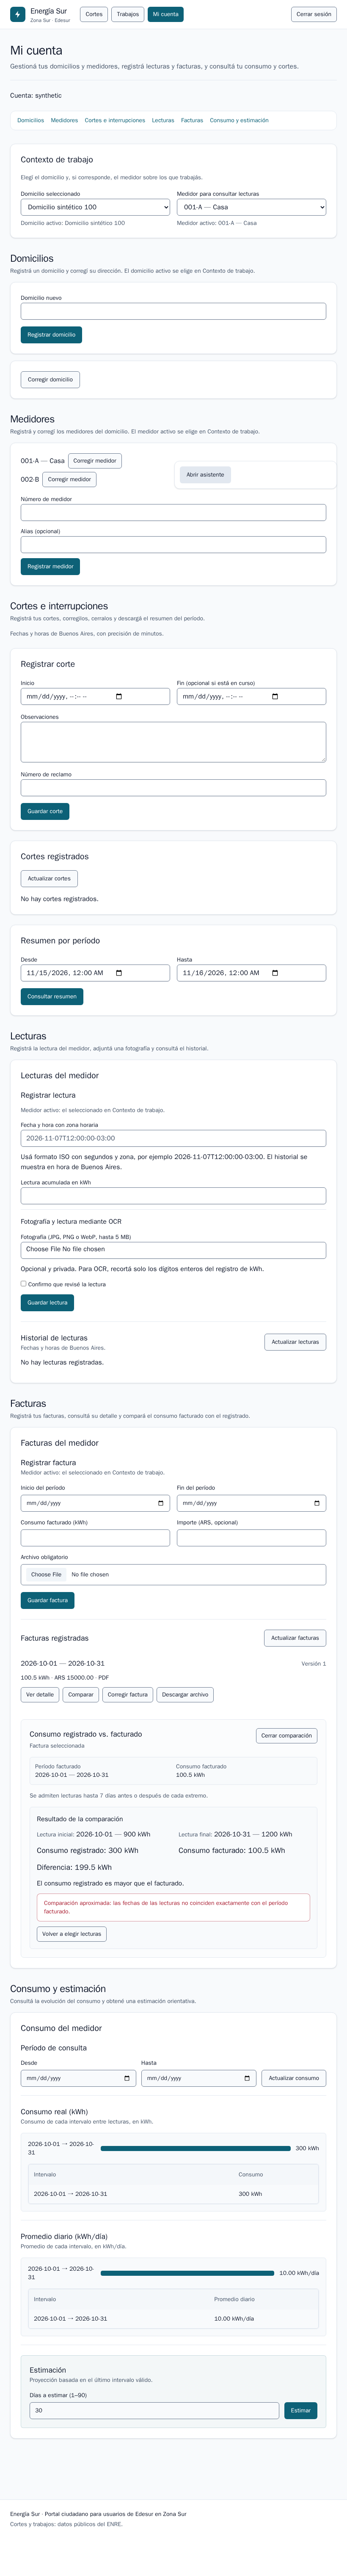 Energía Sur
Zona Sur · Edesur
Cortes
Trabajos
Mi cuenta
Cerrar sesión
Mi cuenta
Gestioná tus domicilios y medidores, registrá lecturas y facturas, y consultá tu consumo y cortes.
Cuenta: synthetic
Domicilios Medidores Cortes e interrupciones Lecturas Facturas Consumo y estimación
Contexto de trabajo
Elegí el domicilio y, si corresponde, el medidor sobre los que trabajás.
Domicilio seleccionado
Medidor para consultar lecturas
Domicilio sintético 100
001-A — Casa
Domicilio activo: Domicilio sintético 100
Medidor activo: 001-A — Casa
Domicilios
Registrá un domicilio y corregí su dirección. El domicilio activo se elige en Contexto de trabajo.
Domicilio nuevo
Registrar domicilio
Corregir domicilio
Medidores
Registrá y corregí los medidores del domicilio. El medidor activo se elige en Contexto de trabajo.
001-A — Casa Corregir medidor
Abrir asistente
002-B Corregir medidor
Número de medidor
Alias (opcional)
Registrar medidor
Cortes e interrupciones
Registrá tus cortes, corregilos, cerralos y descargá el resumen del período.
Fechas y horas de Buenos Aires, con precisión de minutos.
Registrar corte
Inicio
Fin (opcional si está en curso)
mm/dd/yyyy, --:-- --
mm/dd/yyyy, --:-- --
Observaciones
Número de reclamo
Guardar corte
Cortes registrados
Actualizar cortes
No hay cortes registrados.
Resumen por período
Desde
Hasta
11/15/2026, 12:00 AM
11/16/2026, 12:00 AM
Consultar resumen
Lecturas
Registrá la lectura del medidor, adjuntá una fotografía y consultá el historial.
Lecturas del medidor
Registrar lectura
Medidor activo: el seleccionado en Contexto de trabajo.
Fecha y hora con zona horaria
2026-11-07T12:00:00-03:00
Usá formato ISO con segundos y zona, por ejemplo 2026-11-07T12:00:00-03:00. El historial se
muestra en hora de Buenos Aires.
Lectura acumulada en kWh
Fotografía y lectura mediante OCR
Fotografía (JPG, PNG o WebP, hasta 5 MB)
Choose File No file chosen
Opcional y privada. Para OCR, recortá solo los dígitos enteros del registro de kWh.
Confirmo que revisé la lectura
Guardar lectura
Historial de lecturas
Actualizar lecturas
Fechas y horas de Buenos Aires.
No hay lecturas registradas.
Facturas
Registrá tus facturas, consultá su detalle y compará el consumo facturado con el registrado.
Facturas del medidor
Registrar factura
Medidor activo: el seleccionado en Contexto de trabajo.
Inicio del período
Fin del período
mm/dd/yyyy
mm/dd/yyyy
Consumo facturado (kWh)
Importe (ARS, opcional)
Archivo obligatorio
Choose File No file chosen
Guardar factura
Facturas registradas
Actualizar facturas
2026-10-01 — 2026-10-31
Versión 1
100.5 kWh · ARS 15000.00 · PDF
Ver detalle
Comparar
Corregir factura
Descargar archivo
Consumo registrado vs. facturado
Cerrar comparación
Factura seleccionada
Período facturado
Consumo facturado
2026-10-01 — 2026-10-31
100.5 kWh
Se admiten lecturas hasta 7 días antes o después de cada extremo.
Resultado de la comparación
Lectura inicial: 2026-10-01 — 900 kWh
Lectura final: 2026-10-31 — 1200 kWh
Consumo registrado: 300 kWh
Consumo facturado: 100.5 kWh
Diferencia: 199.5 kWh
El consumo registrado es mayor que el facturado.
Comparación aproximada: las fechas de las lecturas no coinciden exactamente con el período
facturado.
Volver a elegir lecturas
Consumo y estimación
Consultá la evolución del consumo y obtené una estimación orientativa.
Consumo del medidor
Período de consulta
Desde
Hasta
mm/dd/yyyy
mm/dd/yyyy
Actualizar consumo
Consumo real (kWh)
Consumo de cada intervalo entre lecturas, en kWh.
2026-10-01 → 2026-10-
31
300 kWh
Intervalo
Consumo
2026-10-01 → 2026-10-31
300 kWh
Promedio diario (kWh/día)
Promedio de cada intervalo, en kWh/día.
2026-10-01 → 2026-10-
31
10.00 kWh/día
Intervalo
Promedio diario
2026-10-01 → 2026-10-31
10.00 kWh/día
Estimación
Proyección basada en el último intervalo válido.
Días a estimar (1–90)
30
Estimar
Energía Sur · Portal ciudadano para usuarios de Edesur en Zona Sur
Cortes y trabajos: datos públicos del ENRE.